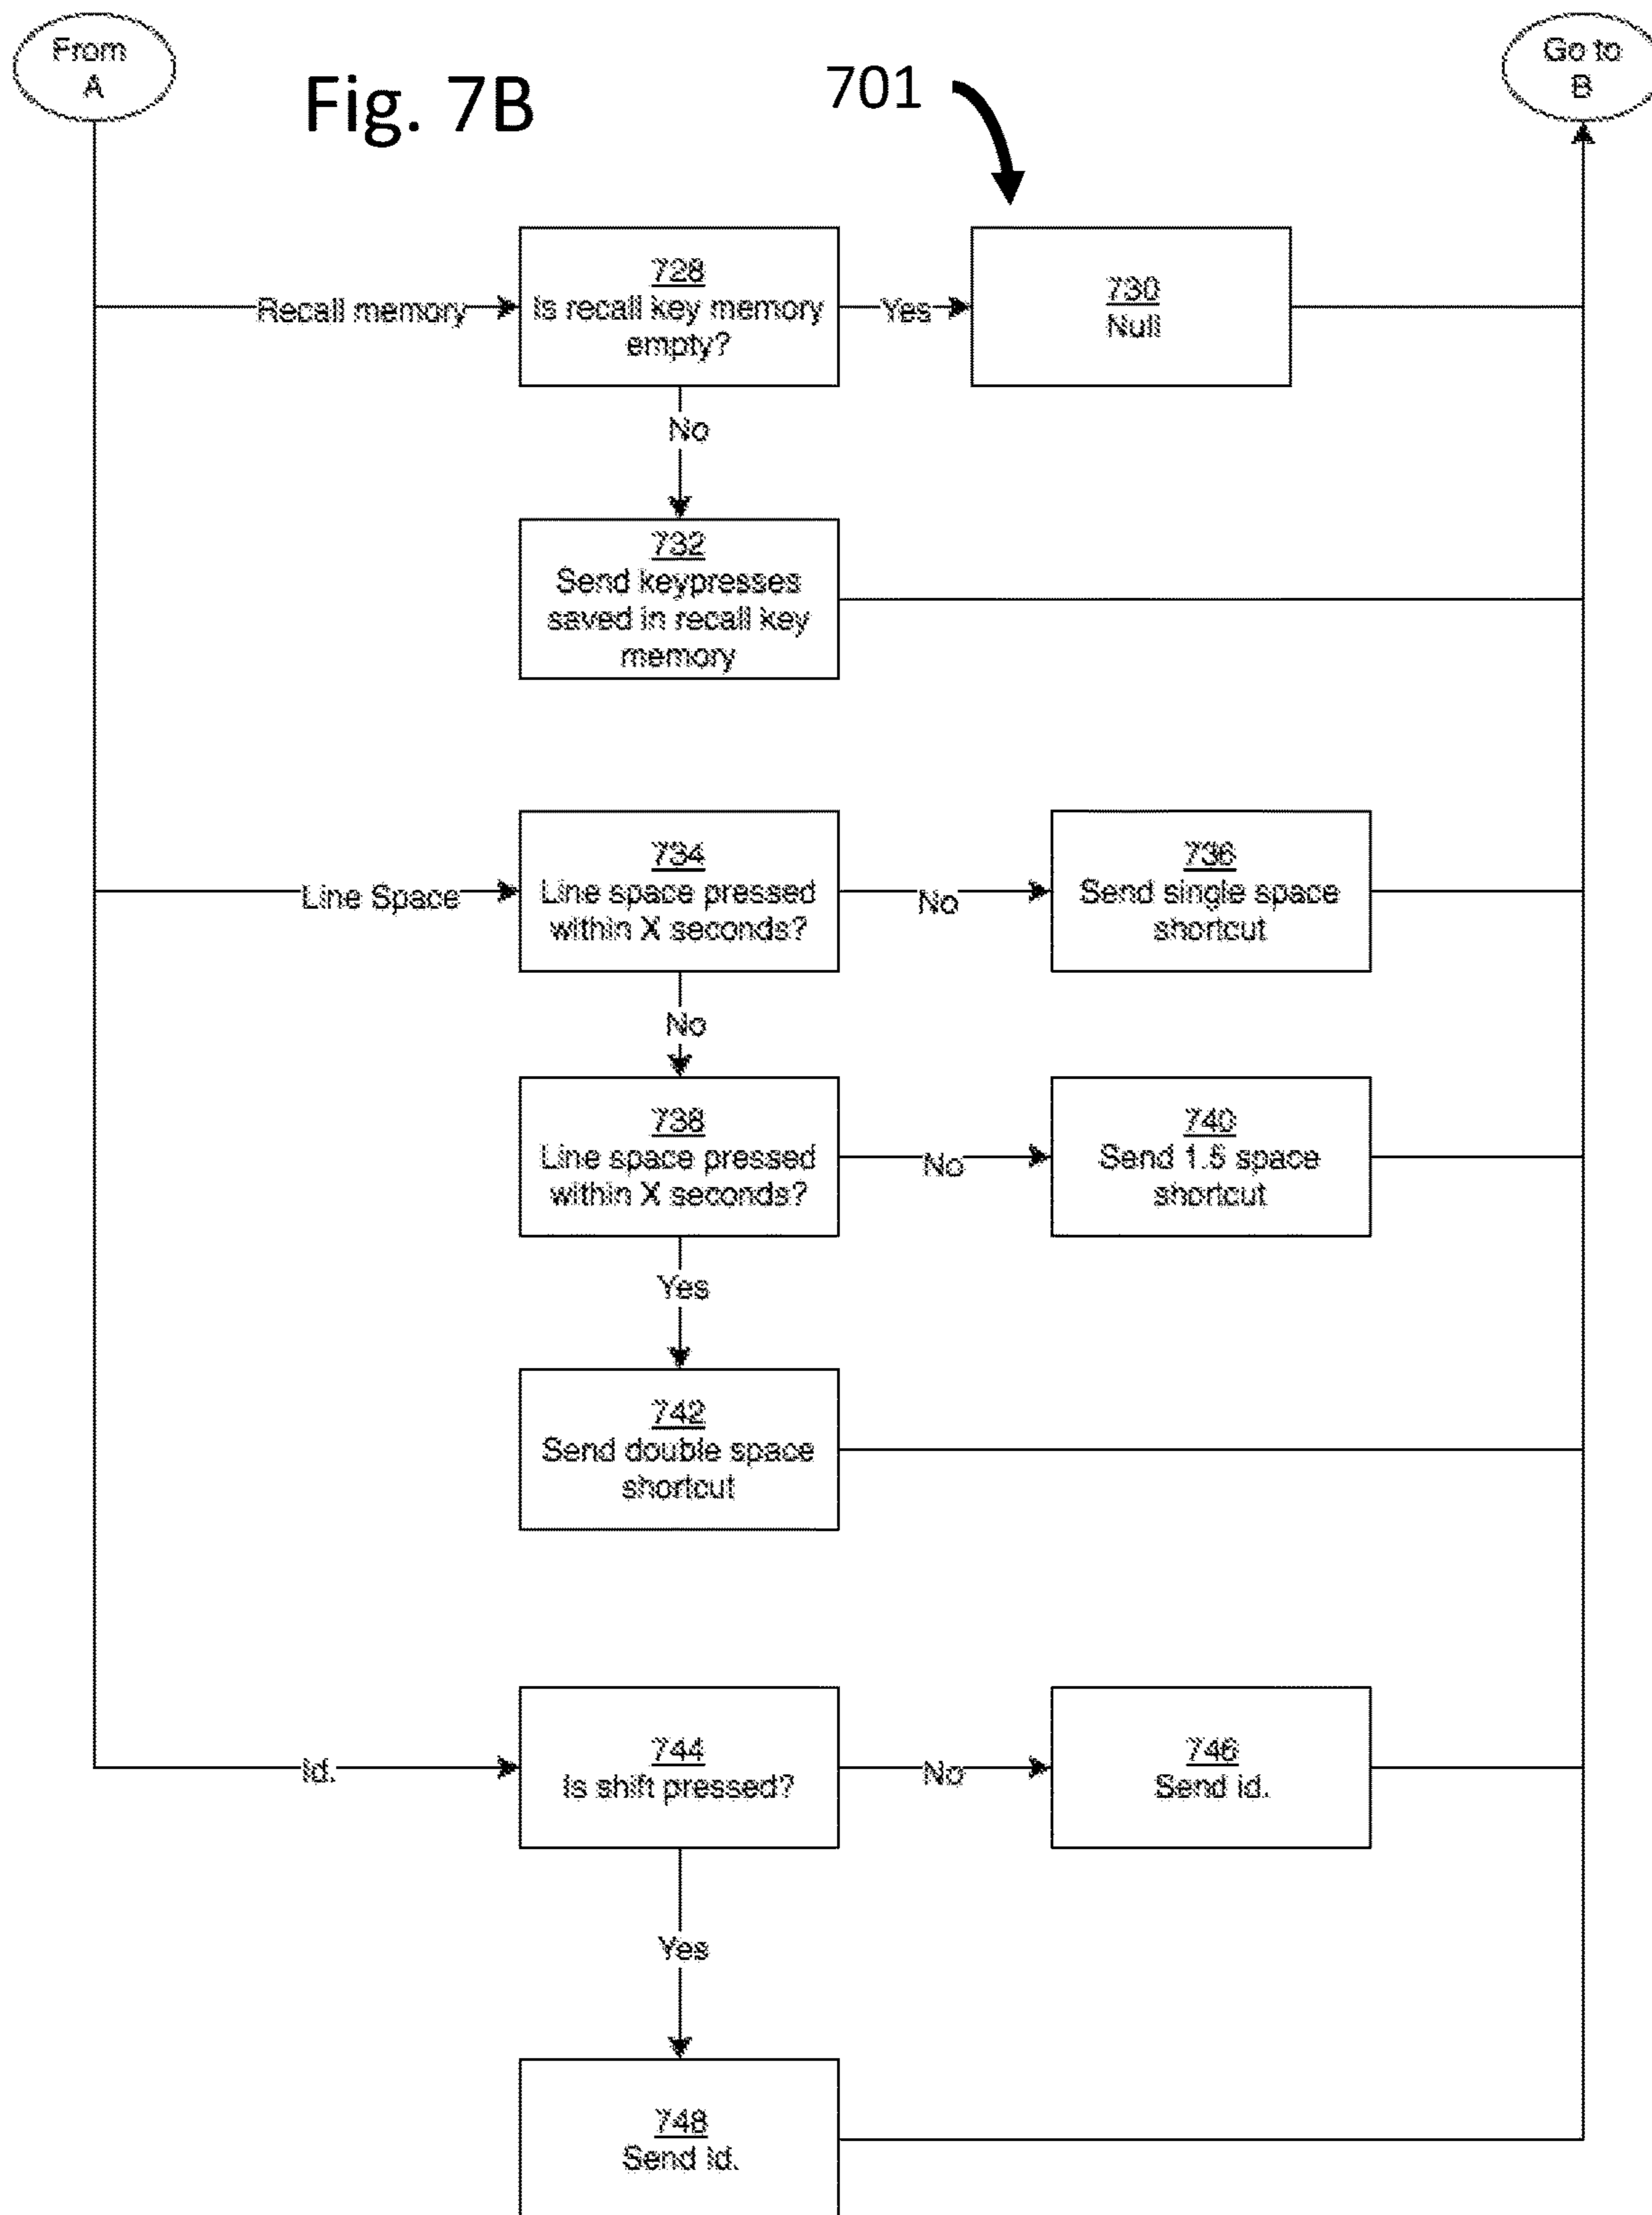 From
A
Fig. 7B
701
Go to
B
Recall memory
728
Is recall key memory
empty?
Yes
730
Null
No
732
Send keypresses
saved in recall key
memory
Line Space
734
Line space pressed
within X seconds?
No
736
Send single space
shortcut
No
738
Line space pressed
within X seconds?
No
740
Send 1.5 space
shortcut
Yes
742
Send double space
shortcut
Id.
744
Is shift pressed?
No
746
Send id.
Yes
748
Send Id.